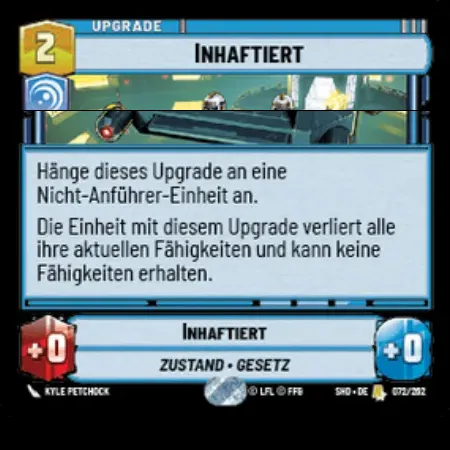 UPGRADE
2
INHAFTIERT
Hänge dieses Upgrade an eine
Nicht-Anführer-Einheit an.
Die Einheit mit diesem Upgrade verliert alle
ihre aktuellen Fähigkeiten und kann keine
Fähigkeiten erhalten.
INHAFTIERT
+0
+0
ZUSTAND • GESETZ
KYLE PETCHOCK
© LFL © FFG
SHD • DE
072/262